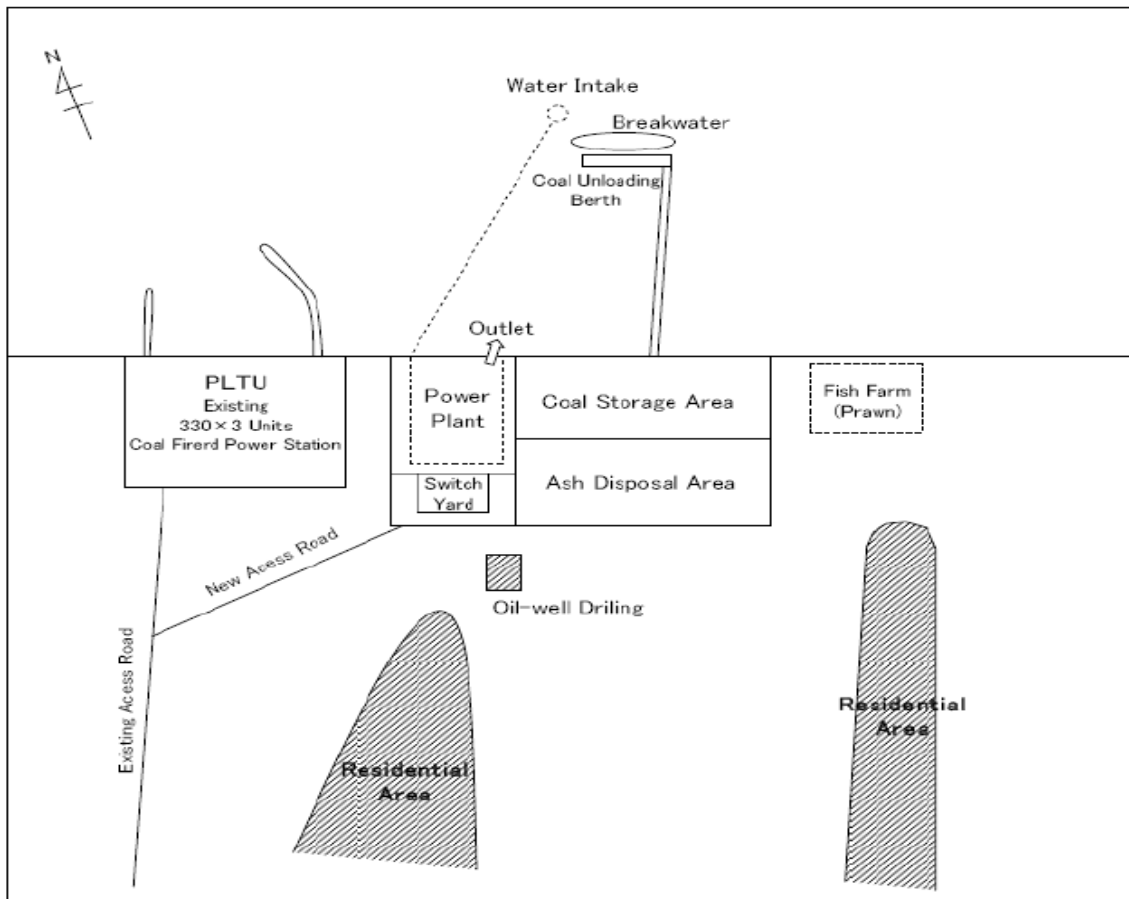 N
Water Intake
Breakwater
Coal Unloading
Berth
Outlet
PLTU
Existing
330×3 Units
Coal Firerd Power Station
Power
Plant
Coal Storage Area
Fish Farm
(Prawn)
Switch
Yard
Ash Disposal Area
New Acess Road
Oil-well Driling
Existing Acess Road
Residential
Area
Residential
Area